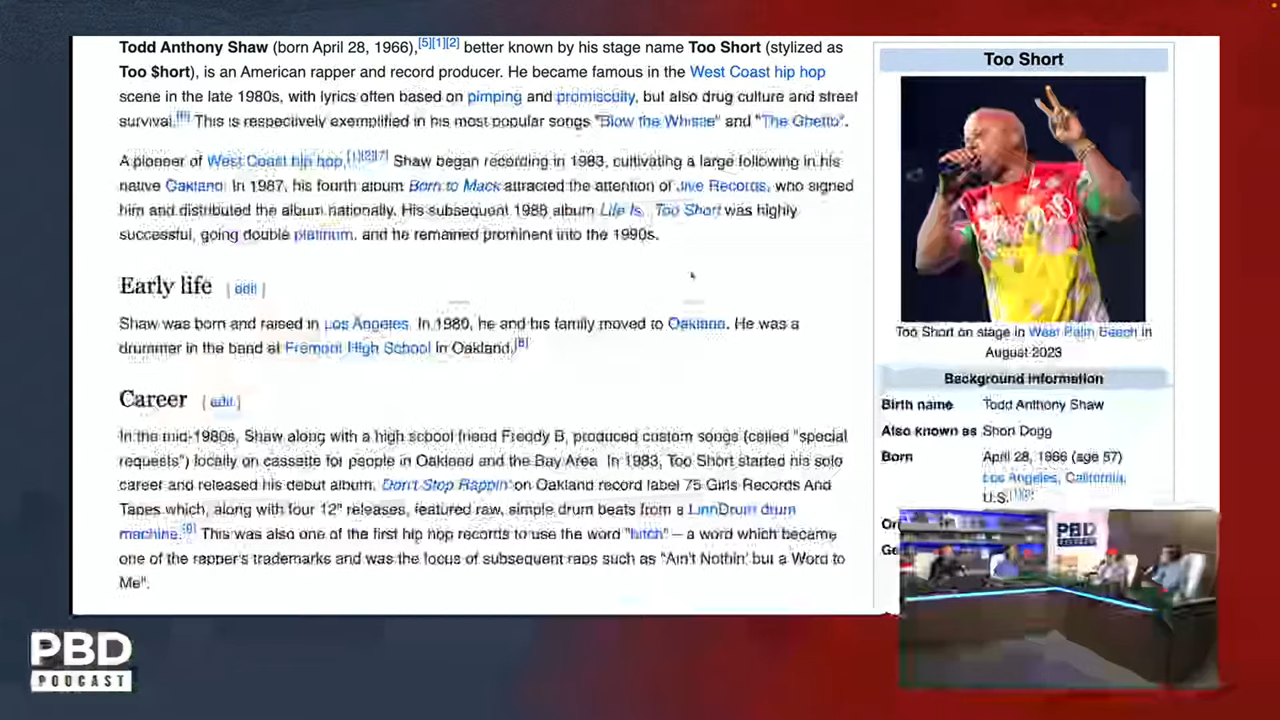 Todd Anthony Shaw (born April 28, 1966),[5][1][2] better known by his stage name Too Short (stylized as
Too $hort), is an American rapper and record producer. He became famous in the West Coast hip hop
scene in the late 1980s, with lyrics often based on pimping and promiscuity, but also drug culture and street
survival. This is respectively exemplified in his most popular songs "Blow the Whistle" and "The Ghetto".
A pioneer of West Coast hip hop,[1][2][7] Shaw began recording in 1983, cultivating a large following in his
native Oakland. In 1987, his fourth album Born to Mack attracted the attention of Jive Records, who signed
him and distributed the album nationally. His subsequent 1988 album Life Is... Too Short was highly
successful, going double platinum, and he remained prominent into the 1990s.
Early life [ edit ]
Shaw was born and raised in Los Angeles. In 1980, he and his family moved to Oakland. He was a
drummer in the band at Fremont High School in Oakland.[8]
Career [ edit ]
In the mid-1980s, Shaw along with a high school friend Freddy B, produced custom songs (called "special
requests") locally on cassette for people in Oakland and the Bay Area. In 1983, Too Short started his solo
career and released his debut album, Don't Stop Rappin' on Oakland record label 75 Girls Records And
Tapes which, along with four 12" releases, featured raw, simple drum beats from a LinnDrum drum
machine.[9] This was also one of the first hip hop records to use the word "bitch" – a word which became
one of the rapper's trademarks and was the focus of subsequent raps such as "Ain't Nothin' but a Word to
Me".
Too Short
Too Short on stage in West Palm Beach in
August 2023
Background information
Birth name Todd Anthony Shaw
Also known as Short Dogg
Born April 28, 1966 (age 57)
Los Angeles, California,
U.S.
PBD
PBD
PODCAST